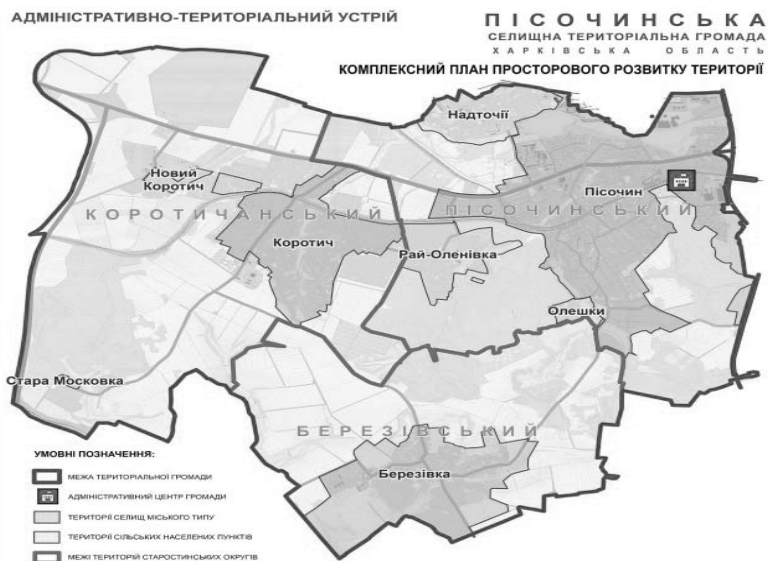 АДМІНІСТРАТИВНО-ТЕРИТОРІАЛЬНИЙ УСТРІЙ
ПІСОЧИНСЬКА
СЕЛИЩНА ТЕРИТОРІАЛЬНА ГРОМАДА
ХАРКІВСЬКА ОБЛАСТЬ
КОМПЛЕКСНИЙ ПЛАН ПРОСТОРОВОГО РОЗВИТКУ ТЕРИТОРІЇ
Надточії
Новий
Коротич
Пісочин
КОРОТИЧАНСЬКИЙ
ПІСОЧИНСЬКИЙ
Коротич
Рай-Оленівка
Олешки
Стара Московка
БЕРЕЗІВСЬКИЙ
Березівка
УМОВНІ ПОЗНАЧЕННЯ:
МЕЖА ТЕРИТОРІАЛЬНОЇ ГРОМАДИ
АДМІНІСТРАТИВНИЙ ЦЕНТР ГРОМАДИ
ТЕРИТОРІЇ СЕЛИЩ МІСЬКОГО ТИПУ
ТЕРИТОРІЇ СІЛЬСЬКИХ НАСЕЛЕНИХ ПУНКТІВ
МЕЖІ ТЕРИТОРІЙ СТАРОСТИНСЬКИХ ОКРУГІВ